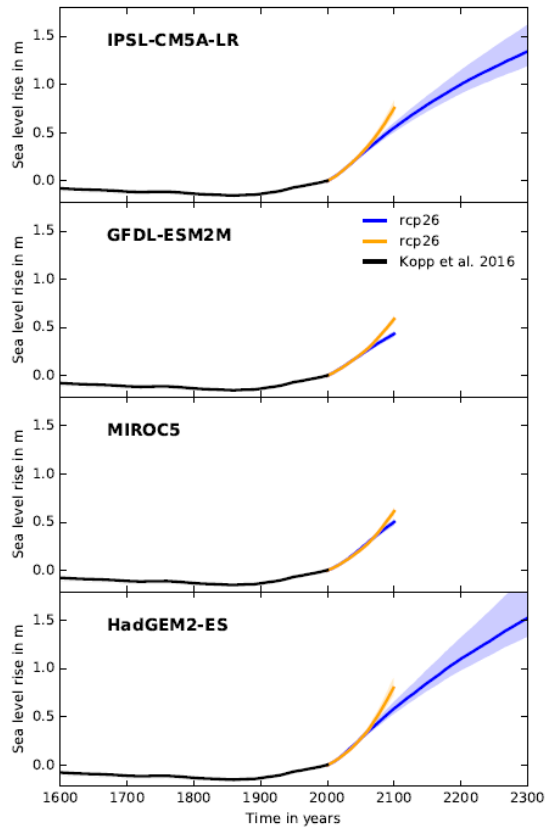 1.5
IPSL-CM5A-LR
1.0
0.5
0.0
Sea level rise in m
GFDL-ESM2M
1.5
rcp26
rcp26
Kopp et al. 2016
1.0
0.5
0.0
Sea level rise in m
MIROC5
1.5
1.0
0.5
0.0
Sea level rise in m
HadGEM2-ES
1.5
1.0
0.5
0.0
Sea level rise in m
1600 1700 1800 1900 2000 2100 2200 2300
Time in years